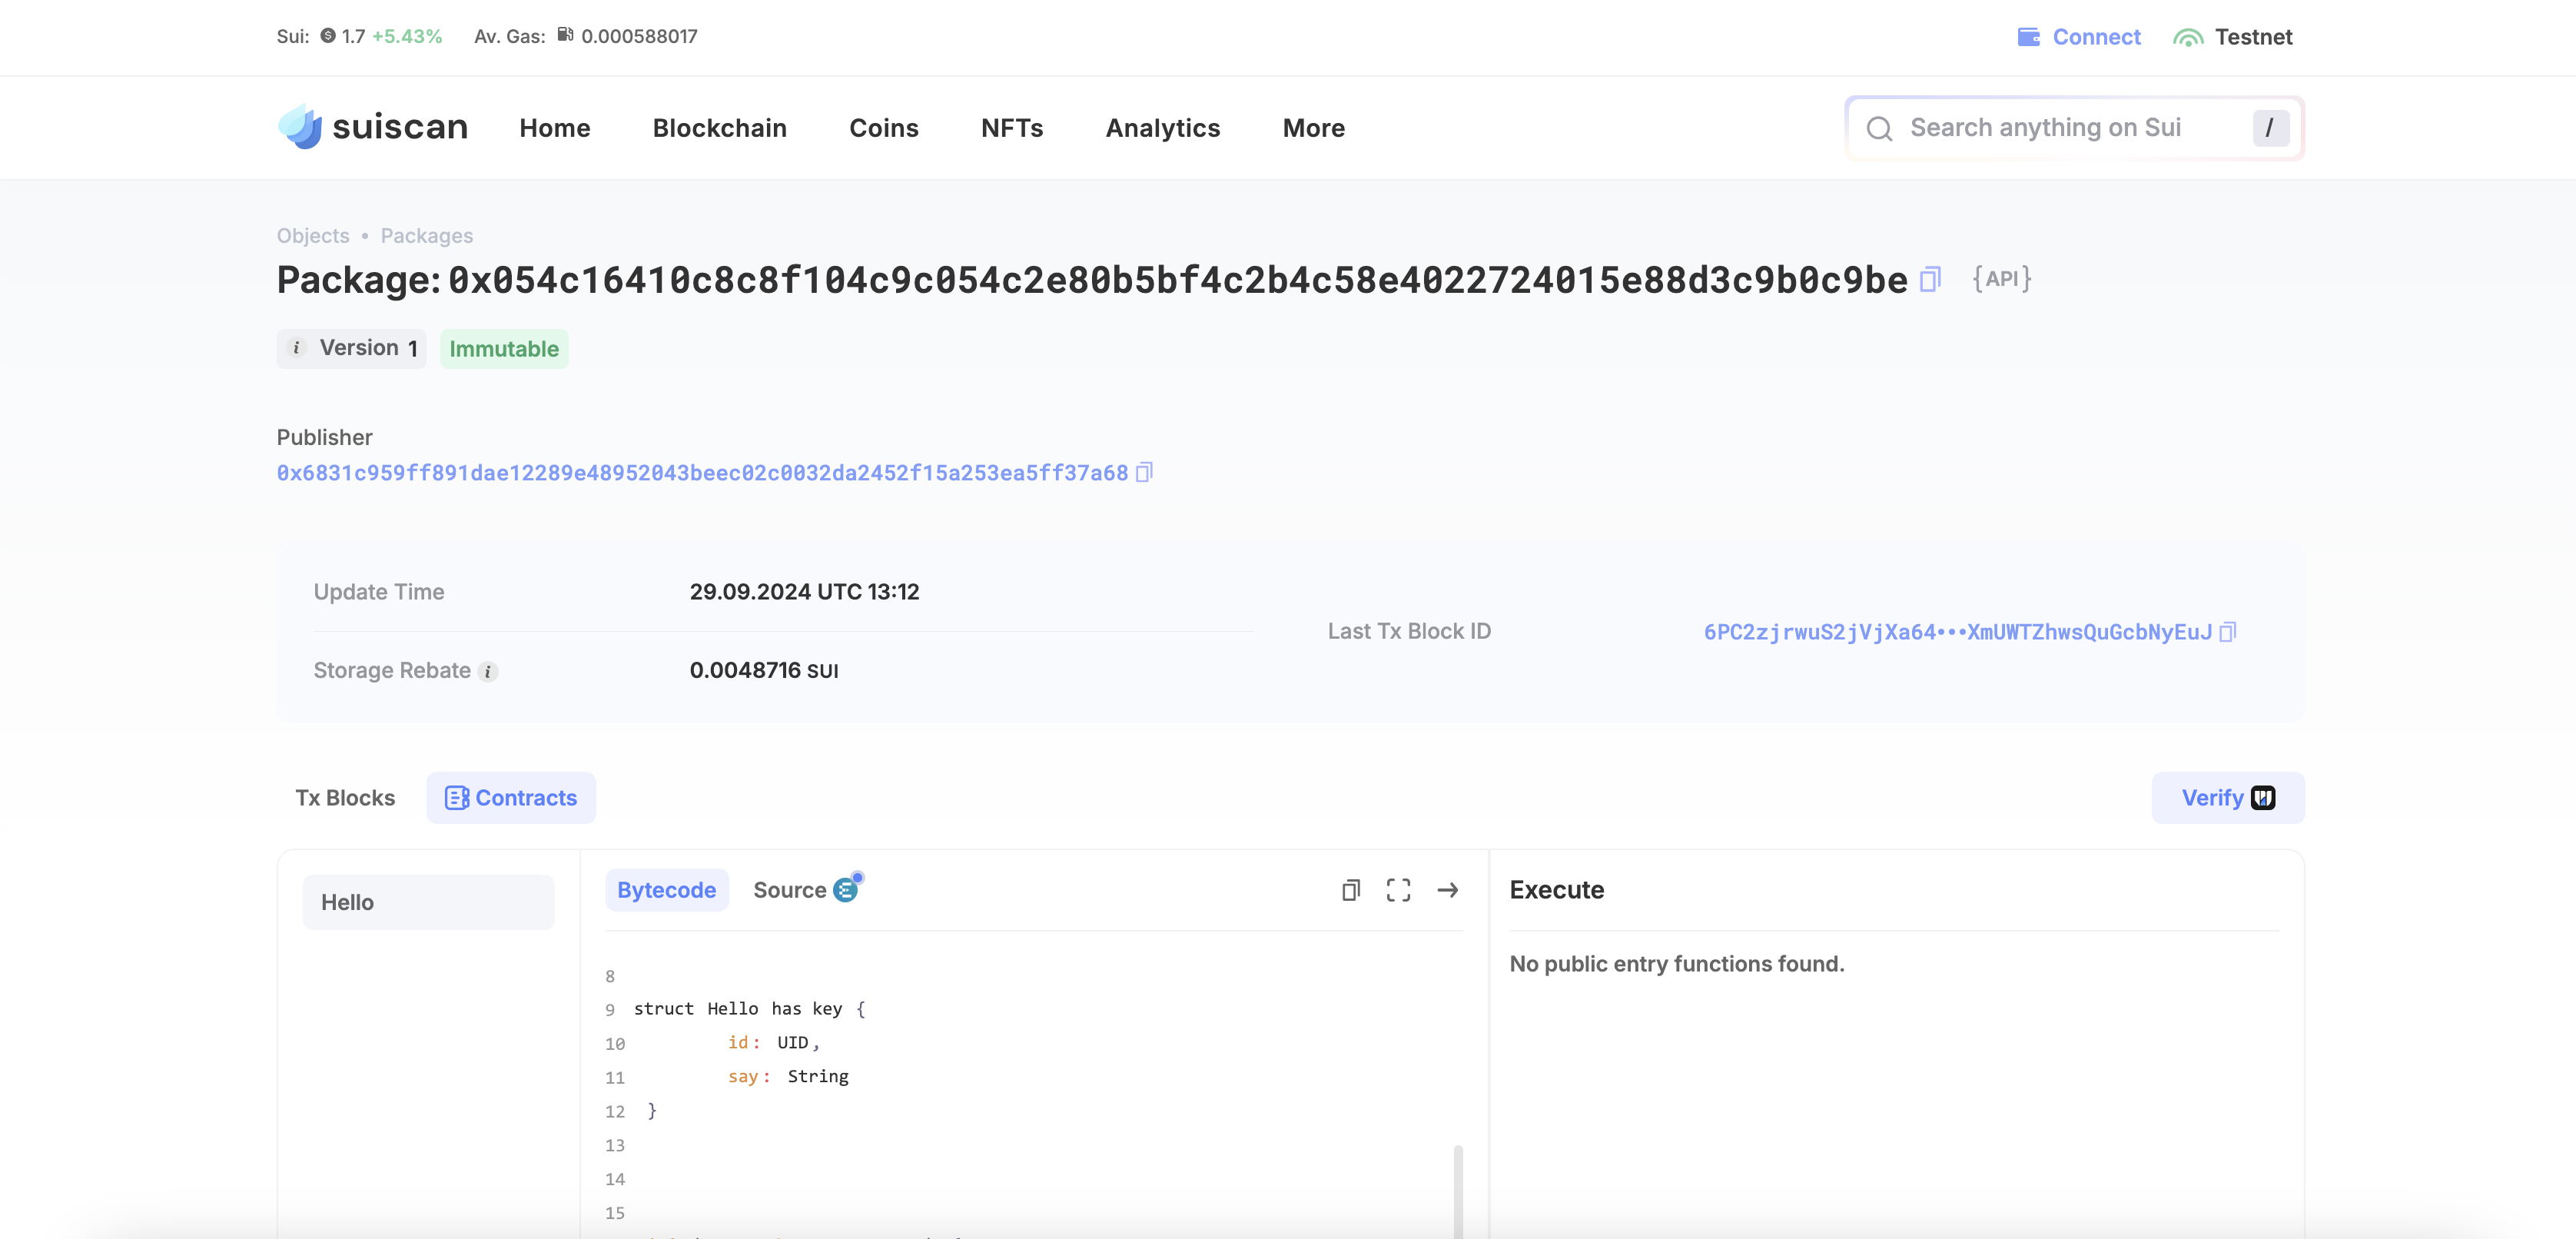 Sui: 1.7 +5.43% Av. Gas: 0.000588017
Connect Testnet
suiscan Home Blockchain Coins NFTs Analytics More
Search anything on Sui /
Objects • Packages
Package: 0x054c16410c8c8f104c9c054c2e80b5bf4c2b4c58e4022724015e88d3c9b0c9be {API}
i Version 1 Immutable
Publisher
0x6831c959ff891dae12289e48952043beec02c0032da2452f15a253ea5ff37a68
Update Time 29.09.2024 UTC 13:12
Last Tx Block ID 6PC2zjrwuS2jVjXa64•••XmUWTZhwsQuGcbNyEuJ
Storage Rebate i 0.0048716 SUI
Tx Blocks Contracts
Verify
Hello
Bytecode Source
8
9 struct Hello has key {
10 id: UID,
11 say: String
12 }
13
14
15
Execute
No public entry functions found.